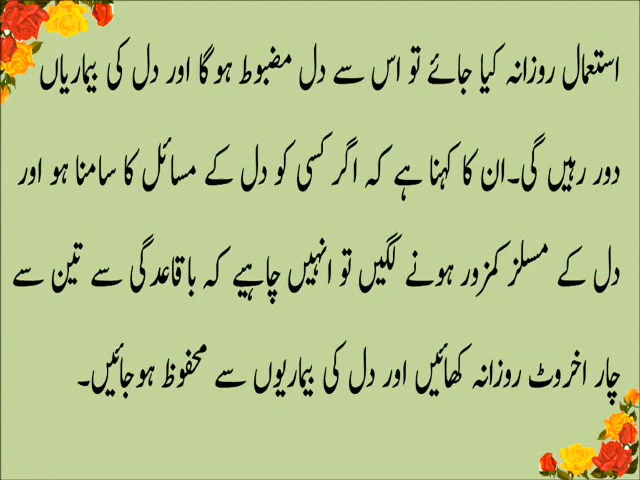 استعمال روزانہ کیا جائے تو اس سے دل مضبوط ہوگا اور دل کی بیماریاں
دور رہیں گی۔ان کا کہنا ہے کہ اگر کسی کو دل کے مسائل کا سامنا ہو اور
دل کے مسلز کمزور ہونے لگیں تو انہیں چاہیے کہ باقاعدگی سے تین سے
چار اخروٹ روزانہ کھائیں اور دل کی بیماریوں سے محفوظ ہوجائیں۔